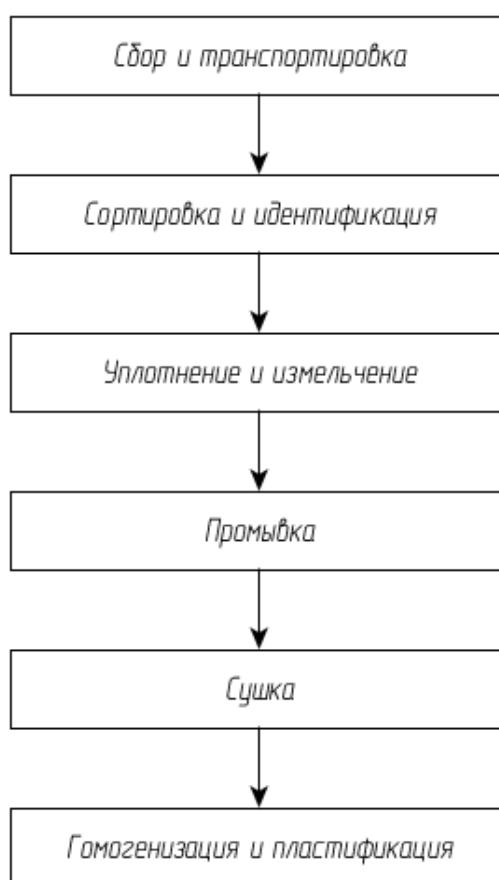 Сбор и транспортировка
Сортировка и идентификация
Уплотнение и измельчение
Промывка
Сушка
Гомогенизация и пластификация